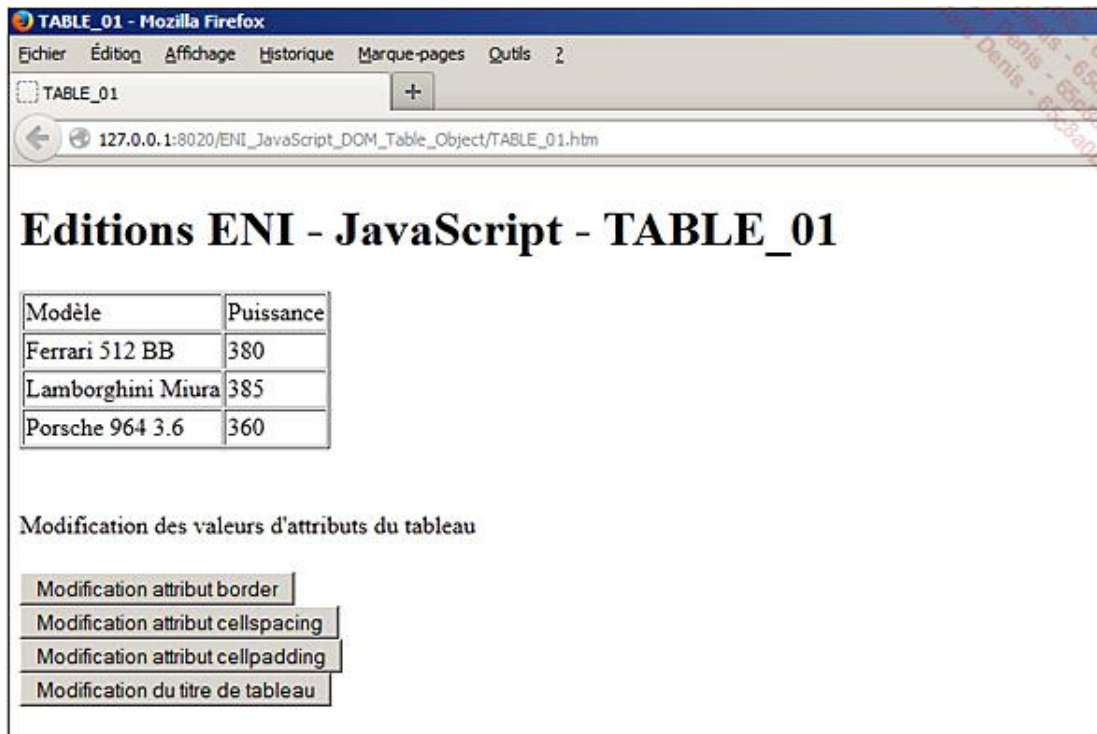 TABLE_01 - Mozilla Firefox
Fichier Édition Affichage Historique Marque-pages Outils ?
TABLE_01 +
127.0.0.1:8020/ENI_JavaScript_DOM_Table_Object/TABLE_01.htm
Editions ENI - JavaScript - TABLE_01
Modèle Puissance
Ferrari 512 BB 380
Lamborghini Miura 385
Porsche 964 3.6 360
Modification des valeurs d'attributs du tableau
Modification attribut border
Modification attribut cellspacing
Modification attribut cellpadding
Modification du titre de tableau